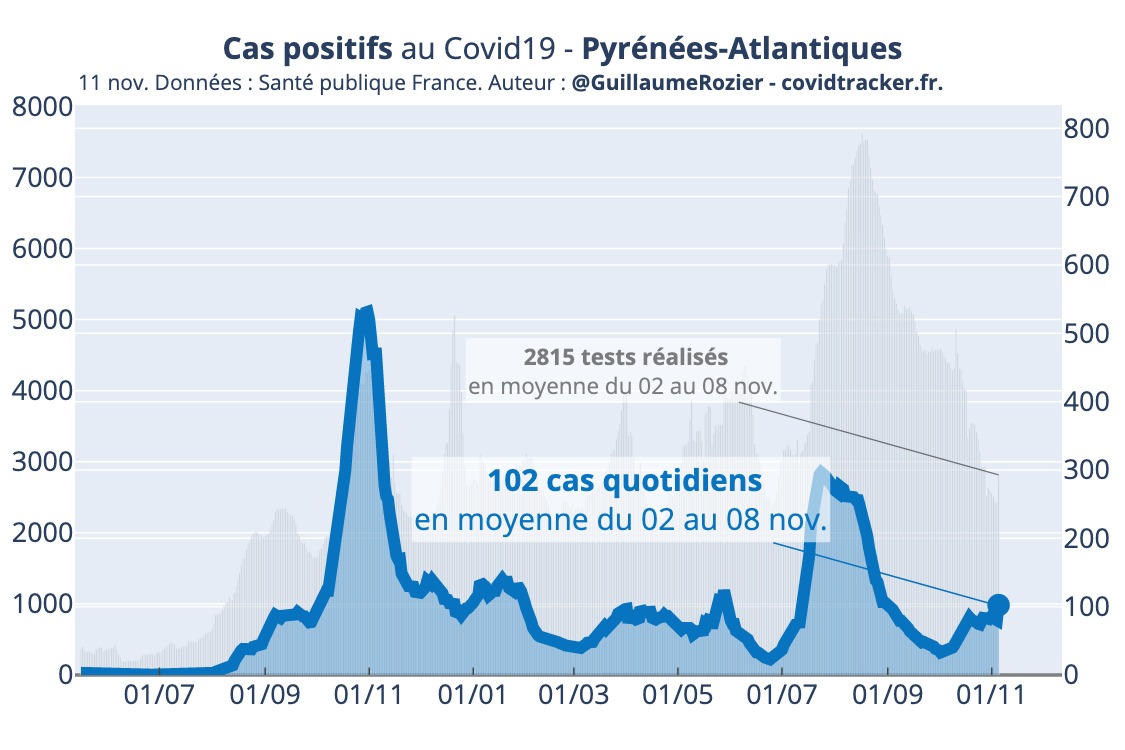 Cas positifs au Covid19 - Pyrénées-Atlantiques
11 nov. Données : Santé publique France. Auteur : @GuillaumeRozier - covidtracker.fr.
8000
800
7000
700
6000
600
5000
500
2815 tests réalisés
en moyenne du 02 au 08 nov.
4000
400
3000
300
102 cas quotidiens
en moyenne du 02 au 08 nov.
2000
200
1000
100
0
0
01/07 01/09 01/11 01/01 01/03 01/05 01/07 01/09 01/11